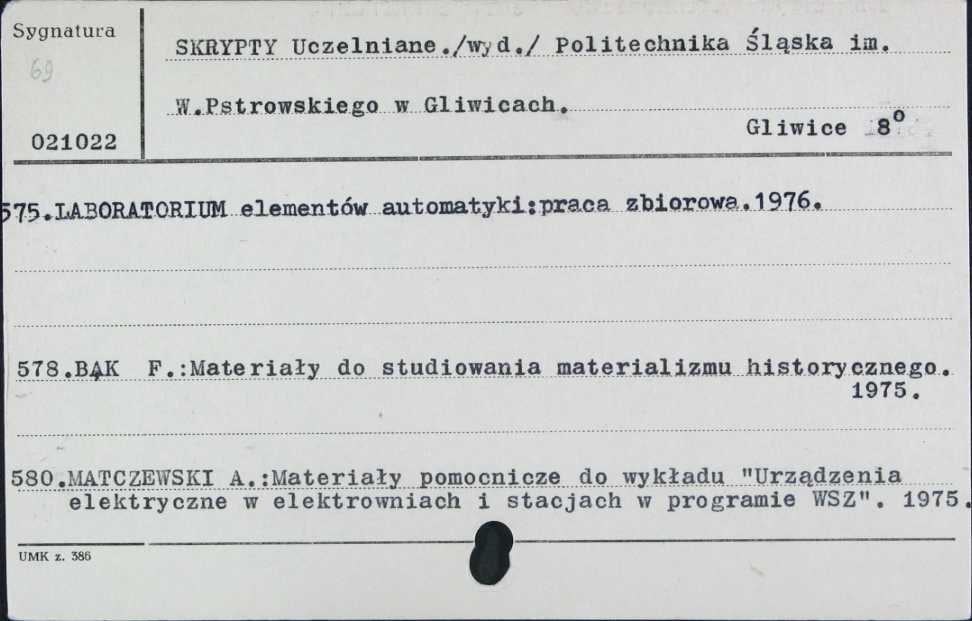 Sygnatura
69
021022
SKRYPTY Uczelniane./wyd./ Politechnika Śląska im.
W.Pstrowskiego w Gliwicach.
Gliwice 8°
575.LABORATORIUM elementów automatyki:praca zbiorowa.1976.
578.BĄK F.:Materiały do studiowania materializmu historycznego.
1975.
580.MATCZEWSKI A.:Materiały pomocnicze do wykładu "Urządzenia
elektryczne w elektrowniach i stacjach w programie WSZ". 1975.
UMK z. 386